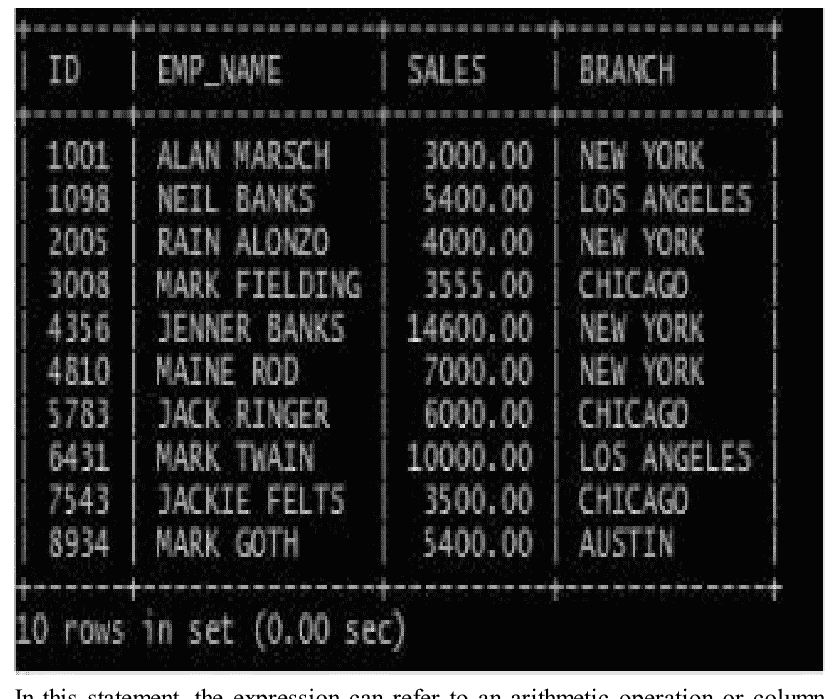 ID EMP_NAME SALES BRANCH
1001 ALAN MARSCH 3000.00 NEW YORK
1098 NEIL BANKS 5400.00 LOS ANGELES
2005 RAIN ALONZO 4000.00 NEW YORK
3008 MARK FIELDING 3555.00 CHICAGO
4356 JENNER BANKS 14600.00 NEW YORK
4810 MAINE ROD 7000.00 NEW YORK
5783 JACK RINGER 6000.00 CHICAGO
6431 MARK TWAIN 10000.00 LOS ANGELES
7543 JACKIE FELTS 3500.00 CHICAGO
8934 MARK GOTH 5400.00 AUSTIN
10 rows in set (0.00 sec)
In this statement, the expression can refer to an arithmetic operation or column